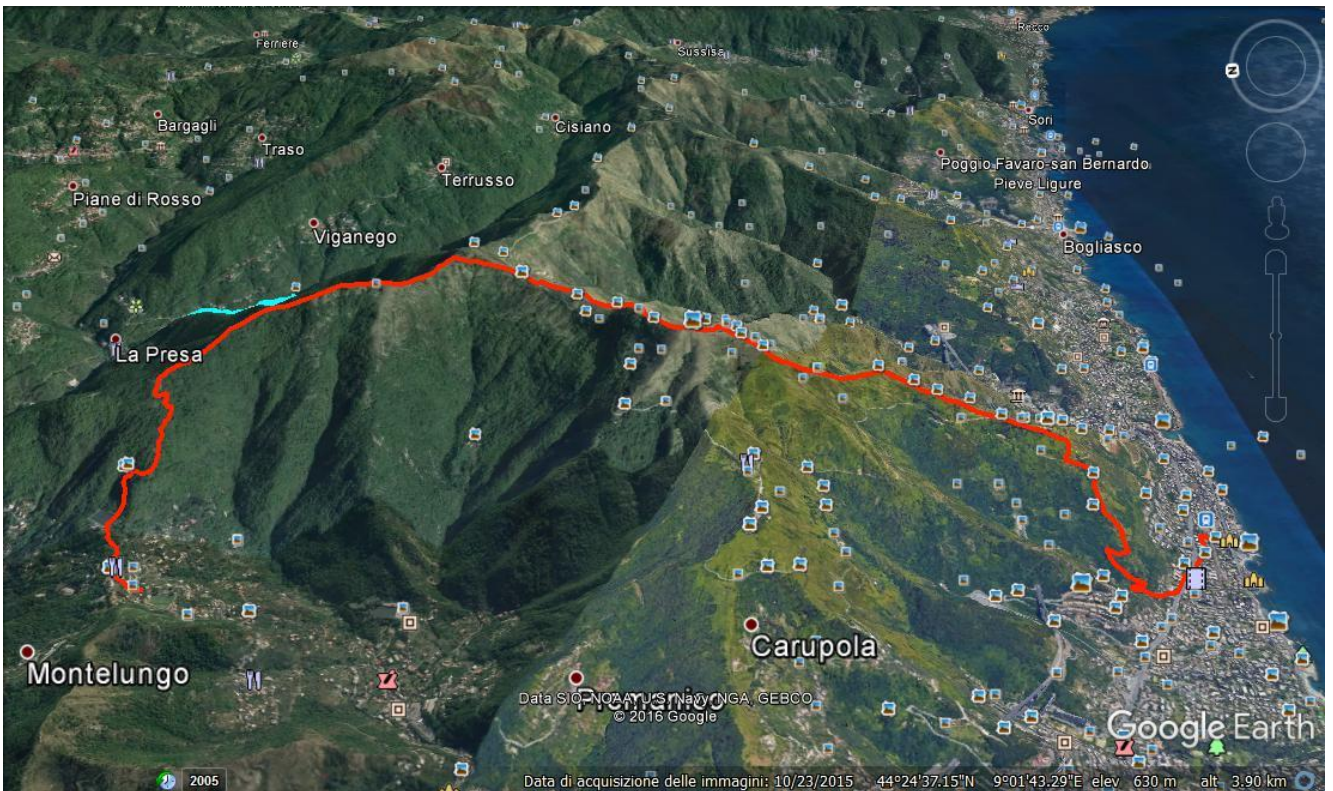 Recco
Ferriere
Sussisa
Bargagli
Sori
Cisiano
Traso
Poggio Favaro-san Bernardo
Terrusso
Pieve Ligure
Piane di Rosso
Viganego
Bogliasco
La Presa
Carupola
Montelungo
Data SIO, NOAA, U.S. Navy, NGA, GEBCO
© 2016 Google
Google Earth
2005
Data di acquisizione delle immagini: 10/23/2015 44°24'37.15"N 9°01'43.29"E elev 630 m alt 3.90 km
N